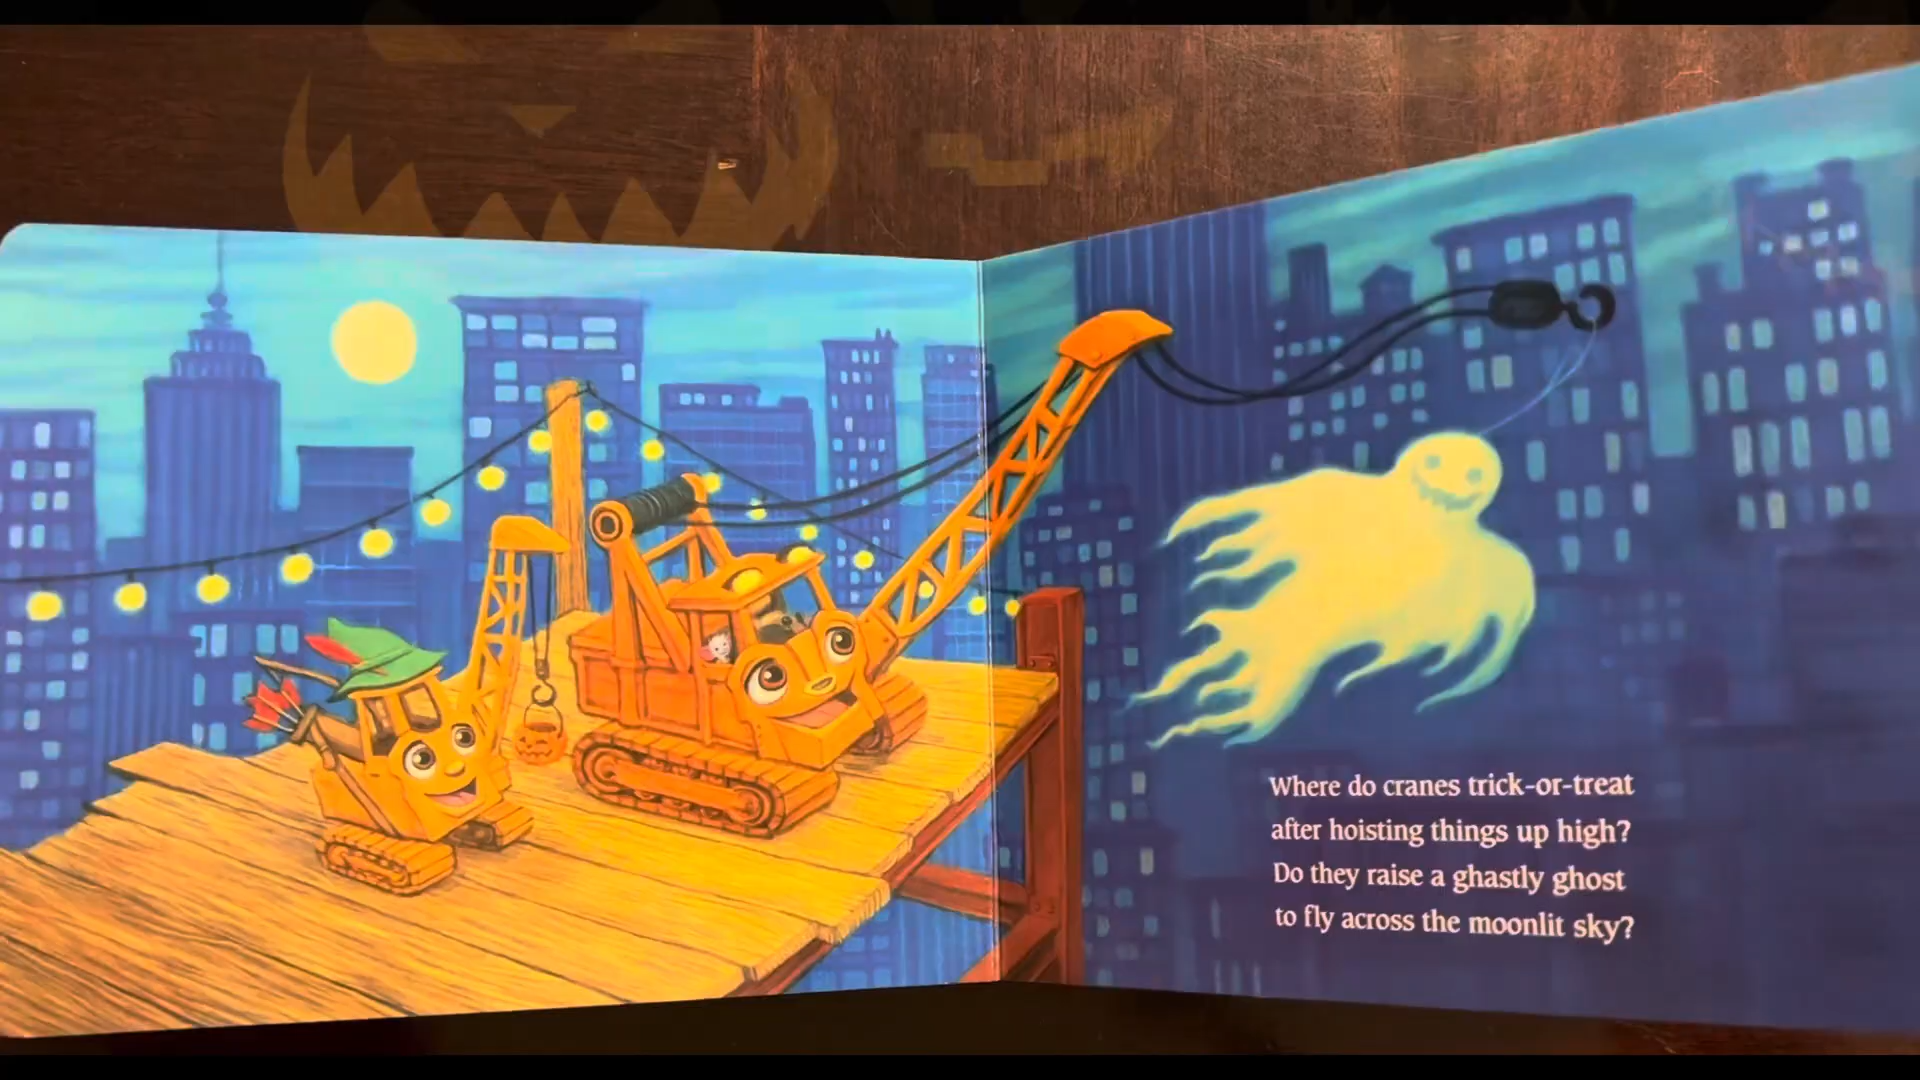 Where do cranes trick-or-treat
after hoisting things up high?
Do they raise a ghastly ghost
to fly across the moonlit sky?